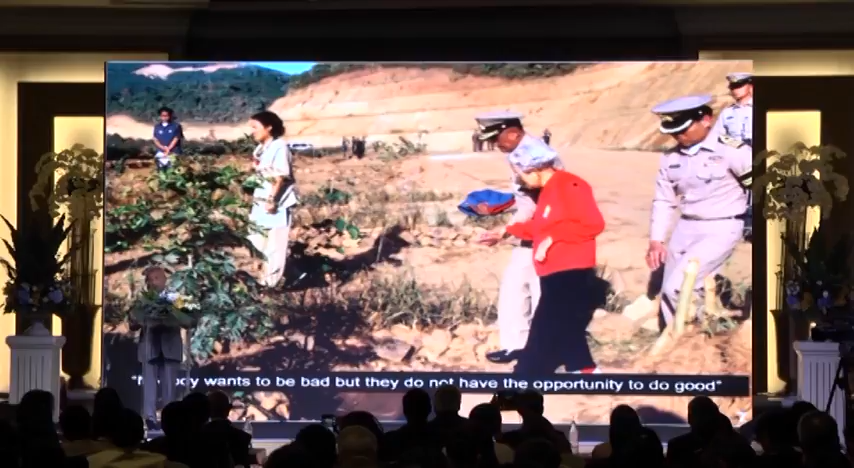 wants to be bad but they do not have the opportunity to do good"